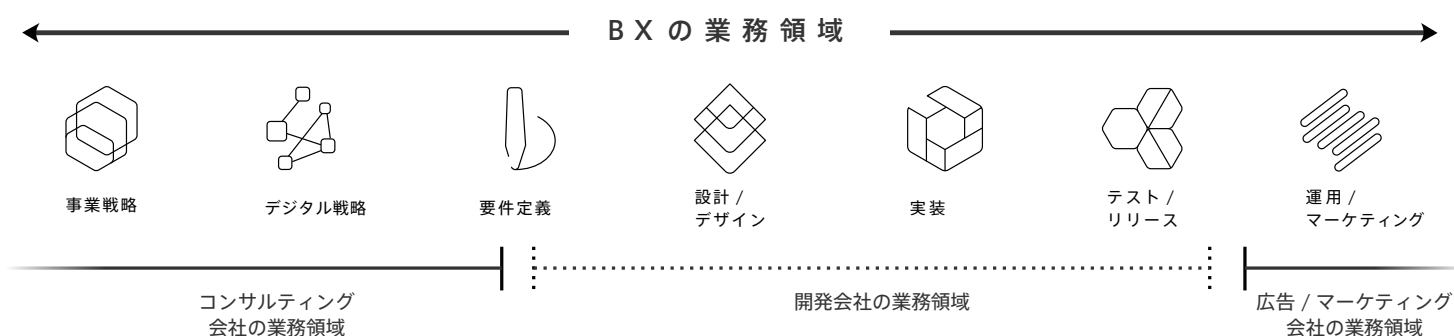 BXの業務領域
事業戦略
デジタル戦略
要件定義
設計 /
デザイン
実装
テスト /
リリース
運用 /
マーケティング
コンサルティング
会社の業務領域
開発会社の業務領域
広告 / マーケティング
会社の業務領域